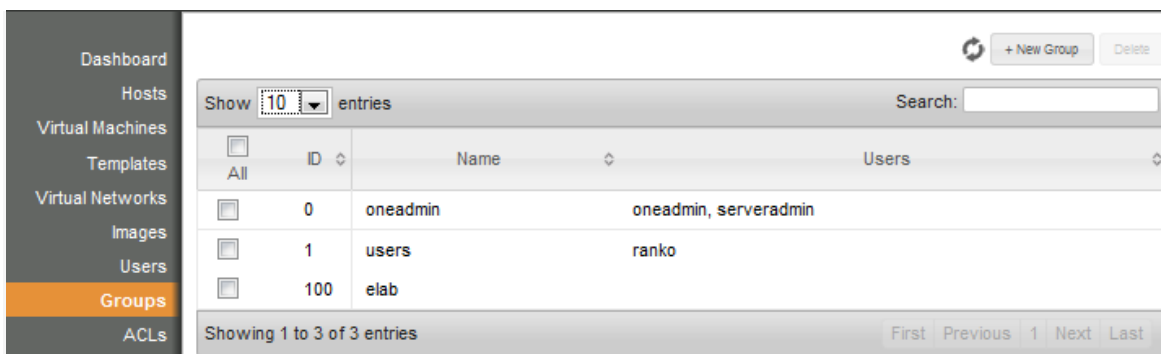 Dashboard
Hosts
Virtual Machines
Templates
Virtual Networks
Images
Users
Groups
ACLs
+ New Group Delete
Show 10 entries Search:
All ID Name Users
0 oneadmin oneadmin, serveradmin
1 users ranko
100 elab
Showing 1 to 3 of 3 entries First Previous 1 Next Last